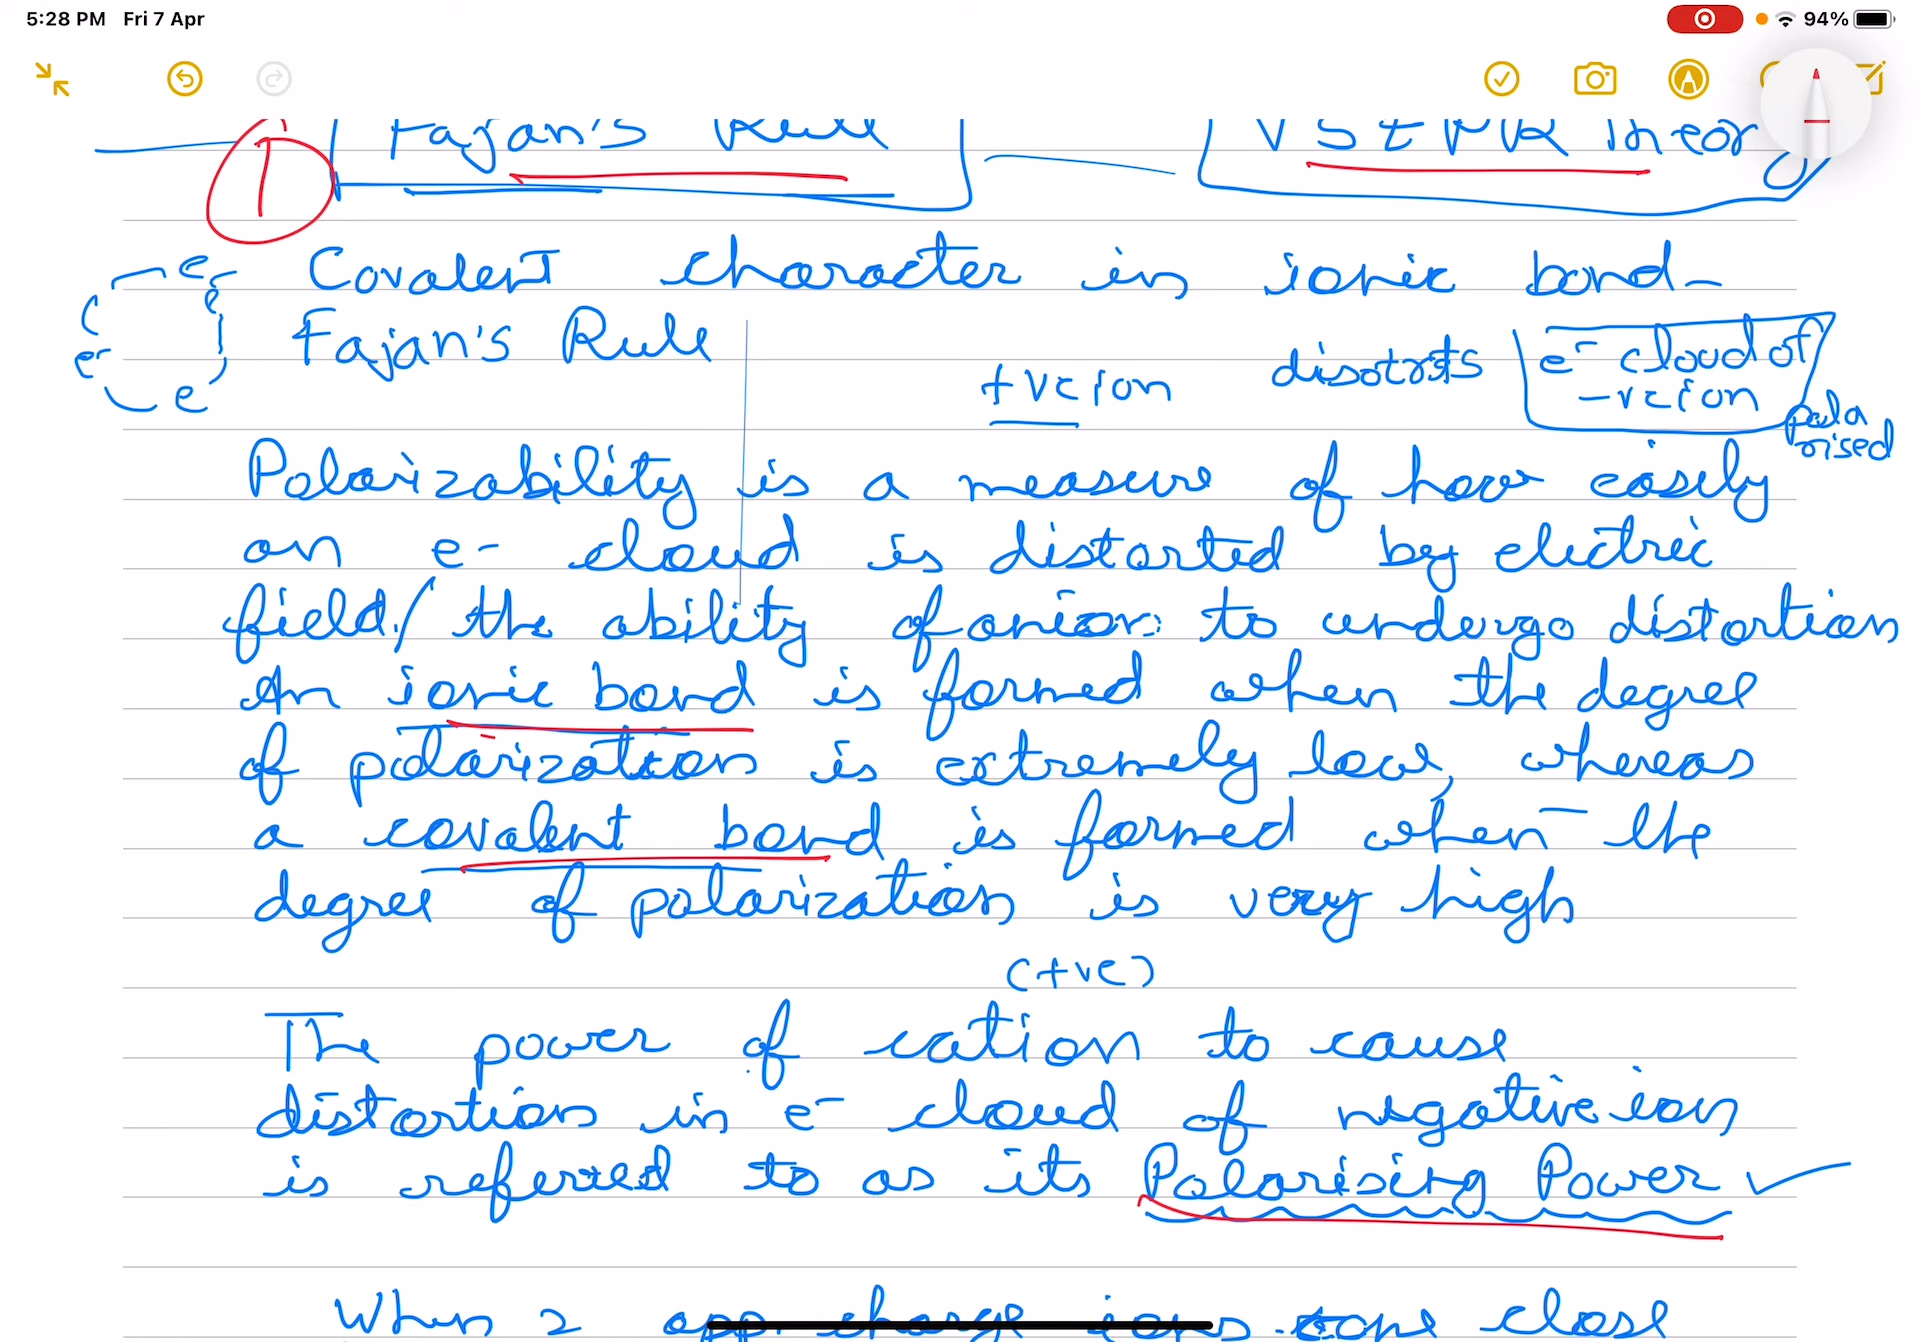 5:28 PM Fri 7 Apr
94%
1 Fajan's Rule
VSEPR Theory
e- Covalent character in ionic bond-
e-
e-
e
Fajan's Rule
+ve ion distorts e- cloud of
-ve ion
pola
rised
Polarizability is a measure of how easily
an e- cloud is distorted by electric
field/ the ability of anion to undergo distortion
An ionic bond is formed when the degree
of polarization is extremely low, whereas
a covalent bond is formed when the
degree of polarization is very high
(+ve)
The power of cation to cause
distortion in e- cloud of negative ion
is referred to as its Polarising Power
When 2 opp. charge ions come close